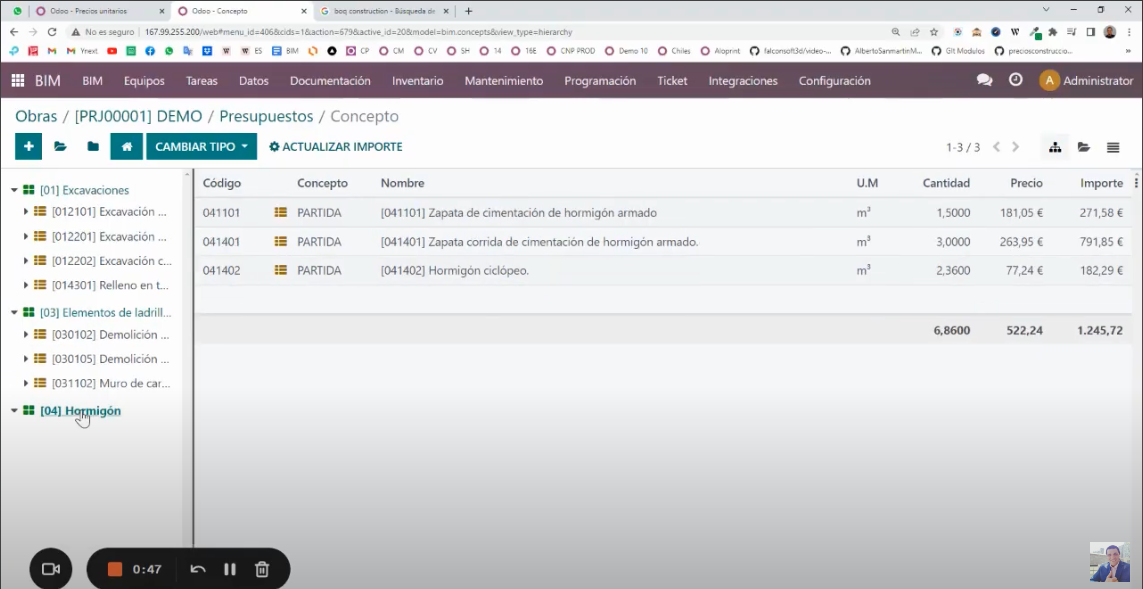 Odoo - Precios unitarios
Odoo - Concepto
boq construction - Búsqueda de
No es seguro 167.99.255.200/web#menu_id=406&cids=1&action=679&active_id=20&model=bim.concepts&view_type=hierarchy
M Ynext ES BIM CP CM CV SH 14 16E CNP PROD Demo 10 Chiles Aloprint falconsoft3d/video-... AlbertoSanmartinM... GIt Modulos preciosconstrucció...
BIM BIM Equipos Tareas Datos Documentación Inventario Mantenimiento Programación Ticket Integraciones Configuración A Administrator
Obras / [PRJ00001] DEMO / Presupuestos / Concepto
CAMBIAR TIPO ACTUALIZAR IMPORTE 1-3 / 3
Código Concepto Nombre U.M Cantidad Precio Importe
041101 PARTIDA [041101] Zapata de cimentación de hormigón armado m³ 1,5000 181,05 € 271,58 €
041401 PARTIDA [041401] Zapata corrida de cimentación de hormigón armado. m³ 3,0000 263,95 € 791,85 €
041402 PARTIDA [041402] Hormigón ciclópeo. m³ 2,3600 77,24 € 182,29 €
6,8600 522,24 1.245,72
[01] Excavaciones
[012101] Excavación ...
[012201] Excavación ...
[012202] Excavación c...
[014301] Relleno en t...
[03] Elementos de ladrill...
[030102] Demolición ...
[030105] Demolición ...
[031102] Muro de car...
[04] Hormigón
0:47